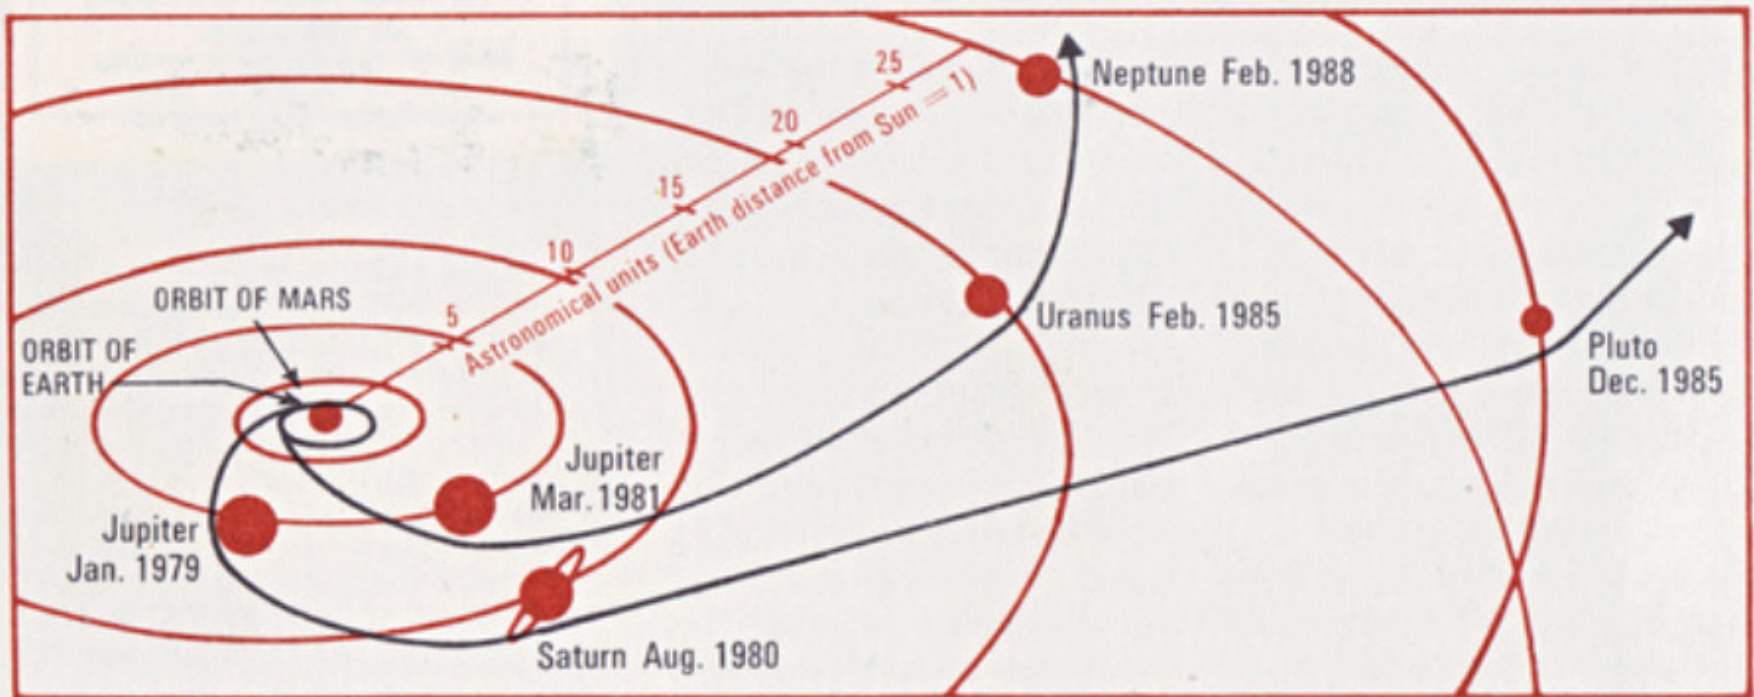 25
Neptune Feb. 1988
20
15
10
5
Astronomical units (Earth distance from Sun = 1)
ORBIT OF MARS
ORBIT OF
EARTH
Uranus Feb. 1985
Pluto
Dec. 1985
Jupiter
Mar. 1981
Jupiter
Jan. 1979
Saturn Aug. 1980